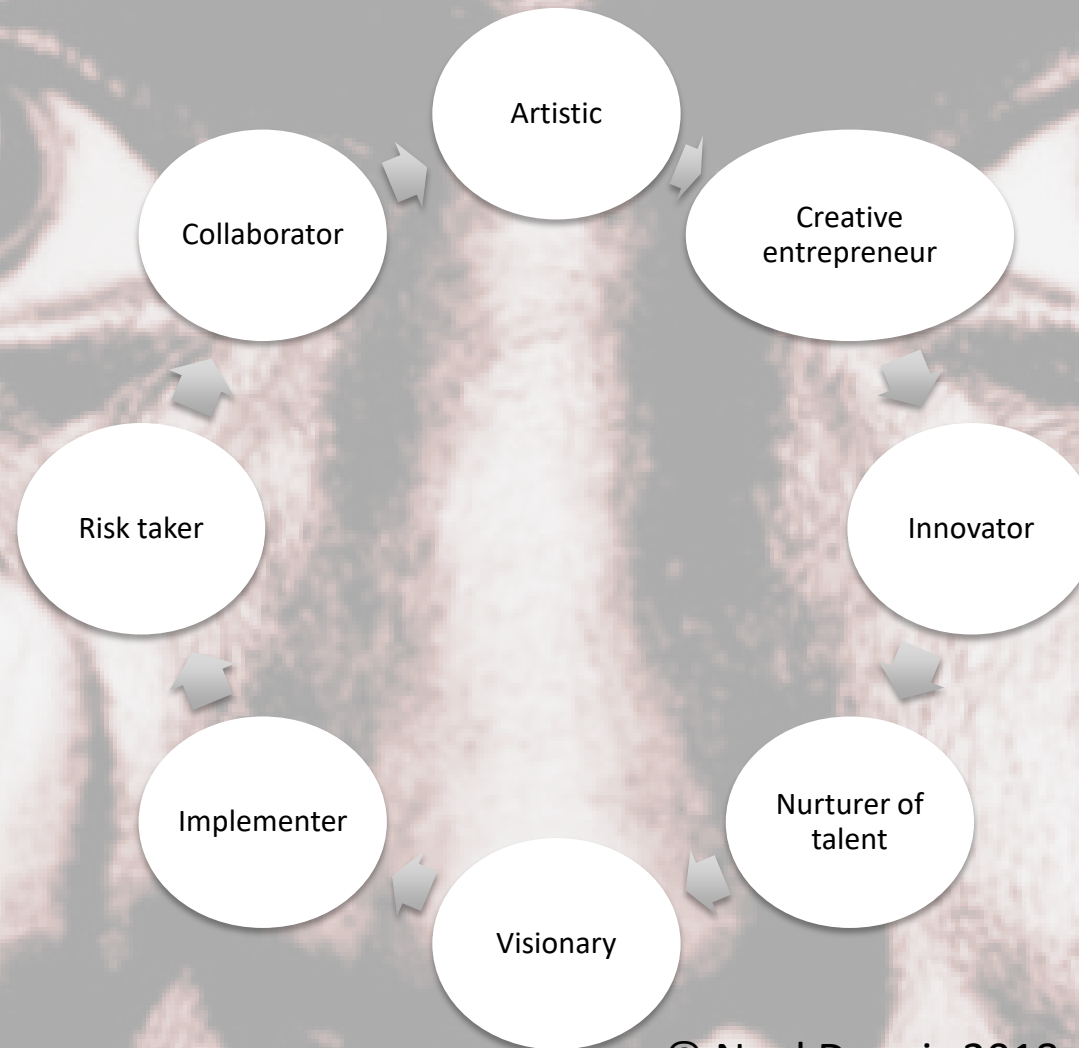 Artistic
Creative
entrepreneur
Innovator
Nurturer of
talent
Visionary
Implementer
Risk taker
Collaborator